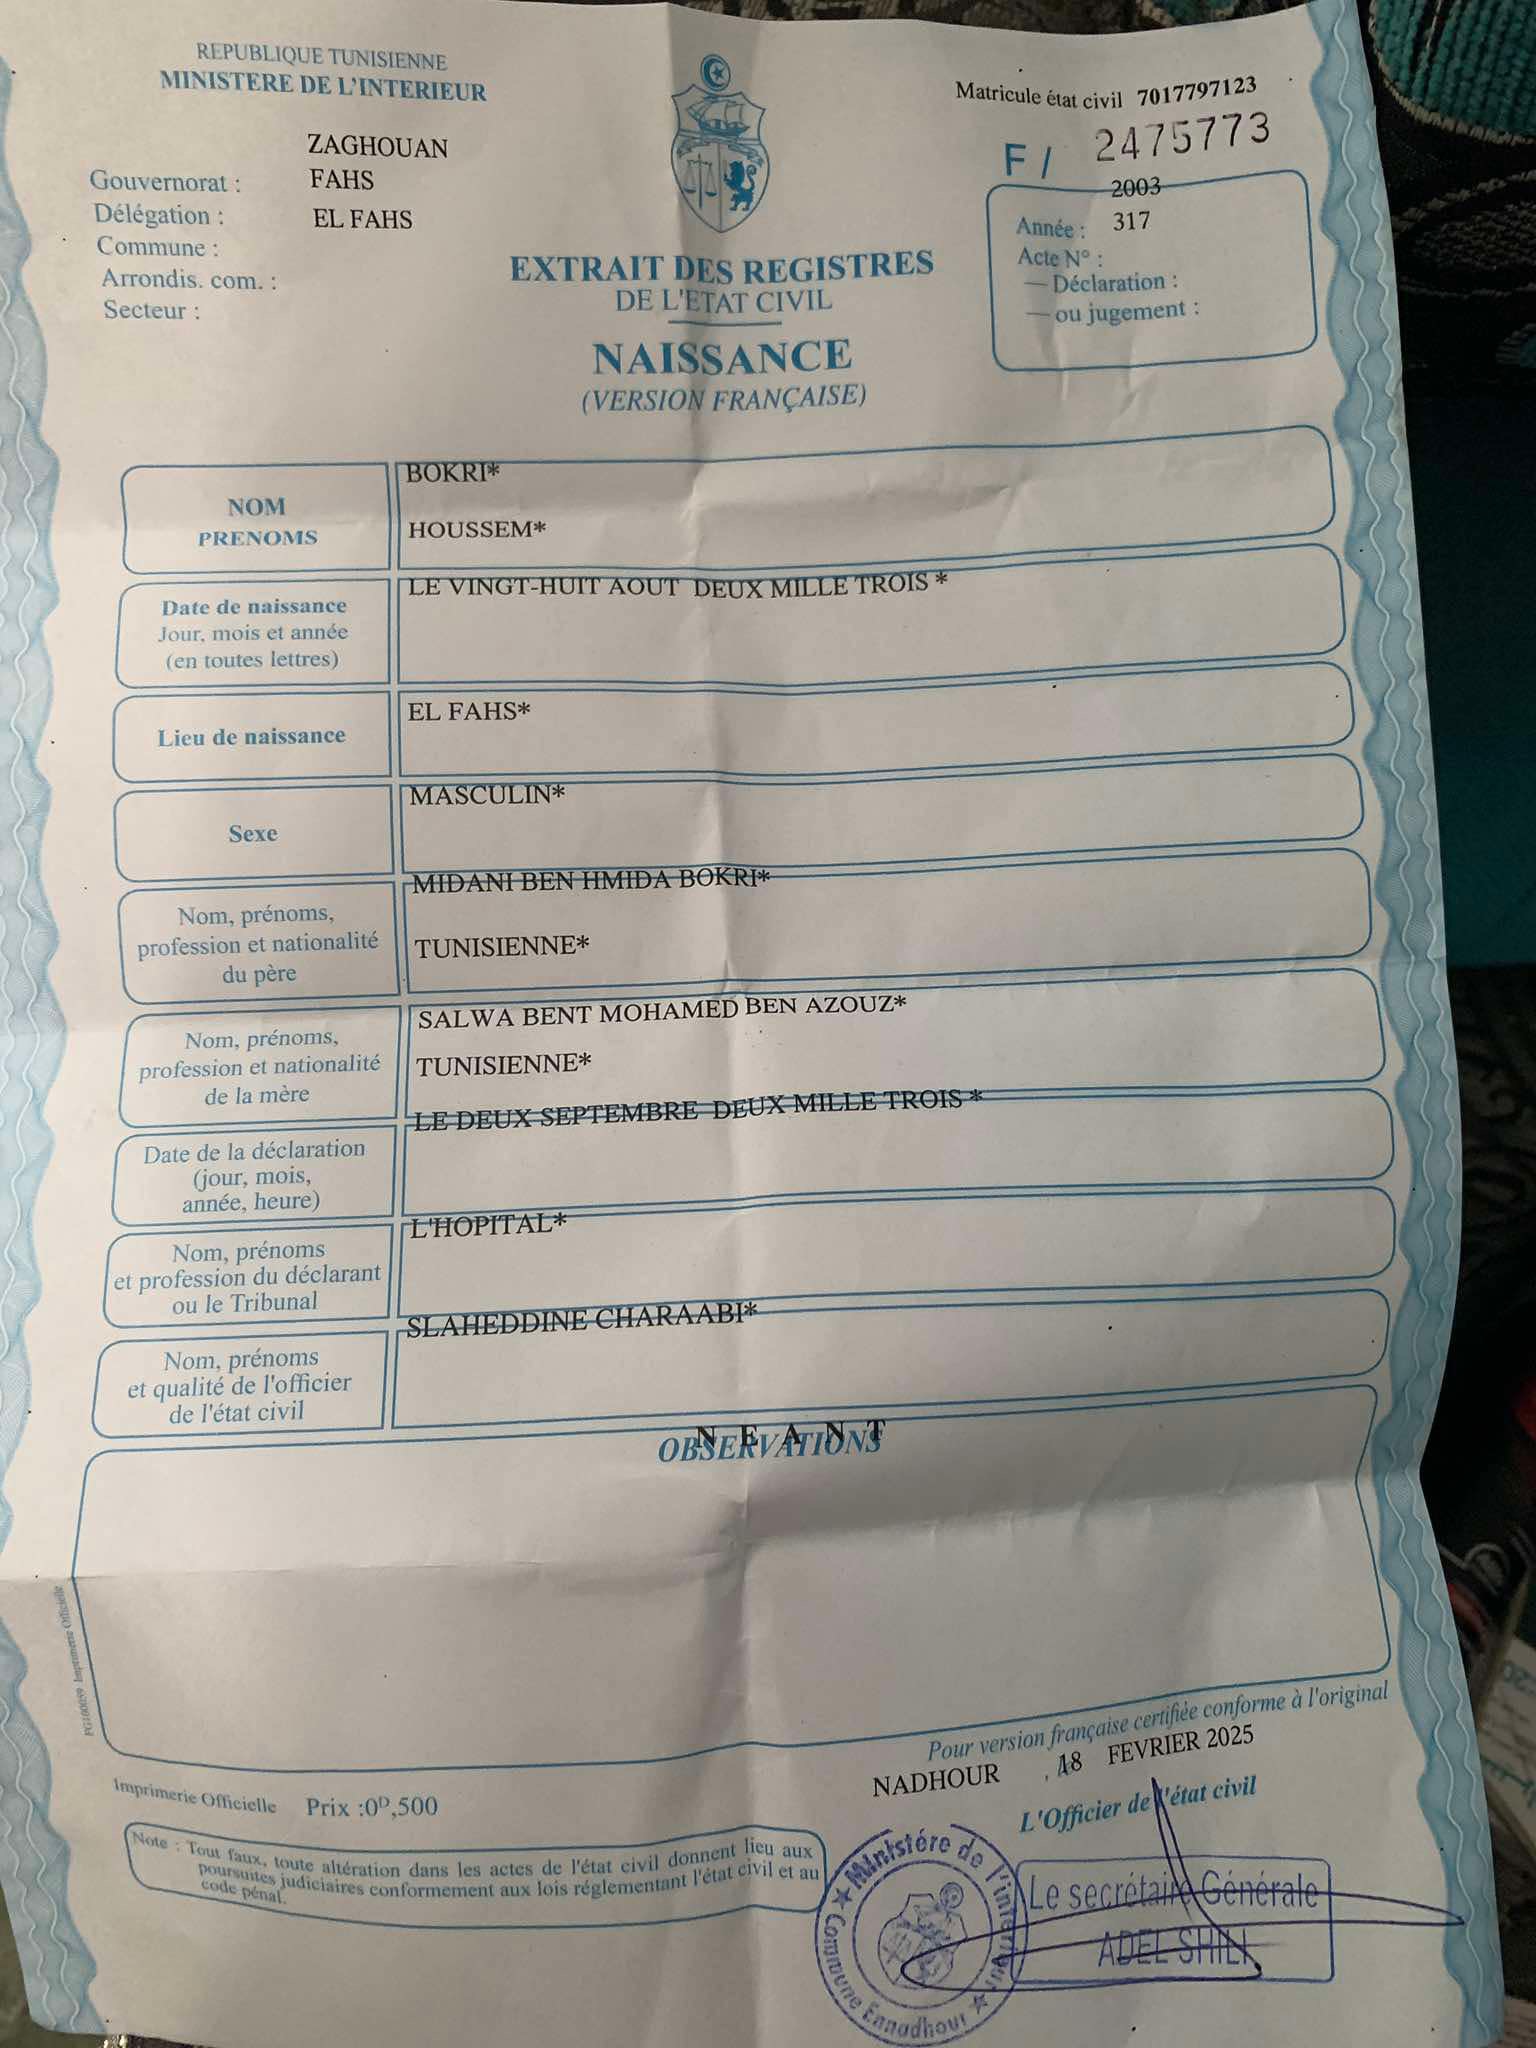 REPUBLIQUE TUNISIENNE
MINISTERE DE L'INTERIEUR
Matricule état civil 7017797123
F/ 2475773
ZAGHOUAN
Gouvernorat : FAHS
Délégation : EL FAHS
Commune :
Arrondis. com. :
Secteur :
2003
Année : 317
Acte N° :
— Déclaration :
— ou jugement :
EXTRAIT DES REGISTRES
DE L'ETAT CIVIL
NAISSANCE
(VERSION FRANÇAISE)
NOM
PRENOMS
BOKRI*
HOUSSEM*
Date de naissance
Jour, mois et année
(en toutes lettres)
LE VINGT-HUIT AOUT DEUX MILLE TROIS *
Lieu de naissance
EL FAHS*
Sexe
MASCULIN*
Nom, prénoms,
profession et nationalité
du père
MIDANI BEN HMIDA BOKRI*
TUNISIENNE*
Nom, prénoms,
profession et nationalité
de la mère
SALWA BENT MOHAMED BEN AZOUZ*
TUNISIENNE*
Date de la déclaration
(jour, mois,
année, heure)
LE DEUX SEPTEMBRE DEUX MILLE TROIS *
Nom, prénoms
et profession du déclarant
ou le Tribunal
L'HOPITAL*
Nom, prénoms
et qualité de l'officier
de l'état civil
SLAHEDDINE CHARAABI*
N E A N T
OBSERVATIONS
PG100059 Imprimerie Officielle
Pour version française certifiée conforme à l'original
NADHOUR 18 FEVRIER 2025
L'Officier de l'état civil
Imprimerie Officielle Prix :0D,500
Note : Tout faux, toute altération dans les actes de l'état civil donnent lieu aux
poursuites judiciaires conformement aux lois réglementant l'état civil et au
code pénal.
Ministére de l'interieur
Commune Ennadhour
Le secrétaire Générale
ADEL SHILI